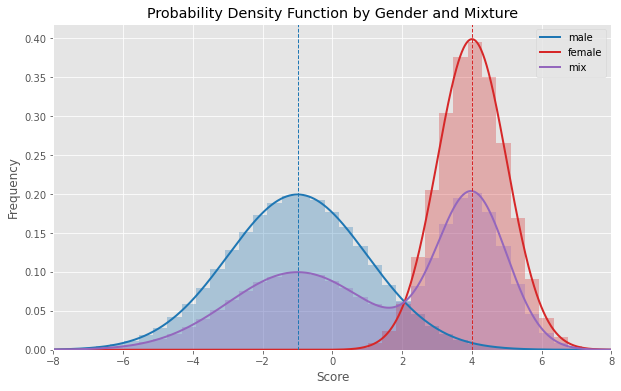 Probability Density Function by Gender and Mixture
male
female
mix
Frequency
0.40
0.35
0.30
0.25
0.20
0.15
0.10
0.05
0.00
−8 −6 −4 −2 0 2 4 6 8
Score